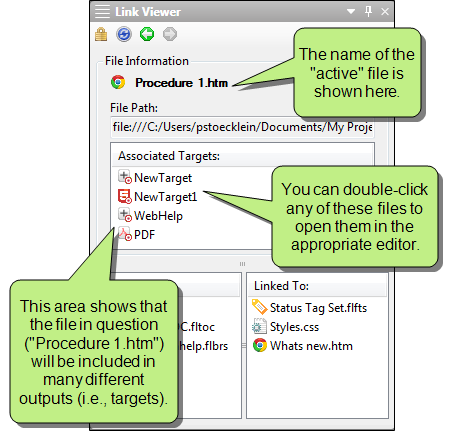 Link Viewer
File Information
Procedure 1.htm
File Path:
file:///C:/Users/pstoecklein/Documents/My Proje
Associated Targets:
NewTarget
NewTarget1
WebHelp
PDF
Linked To:
Status Tag Set.flfts
Styles.css
Whats new.htm
C.fltoc
help.flbrs
The name of the
"active" file is
shown here.
You can double-click
any of these files to
open them in the
appropriate editor.
This area shows that
the file in question
("Procedure 1.htm")
will be included in
many different
outputs (i.e., targets).